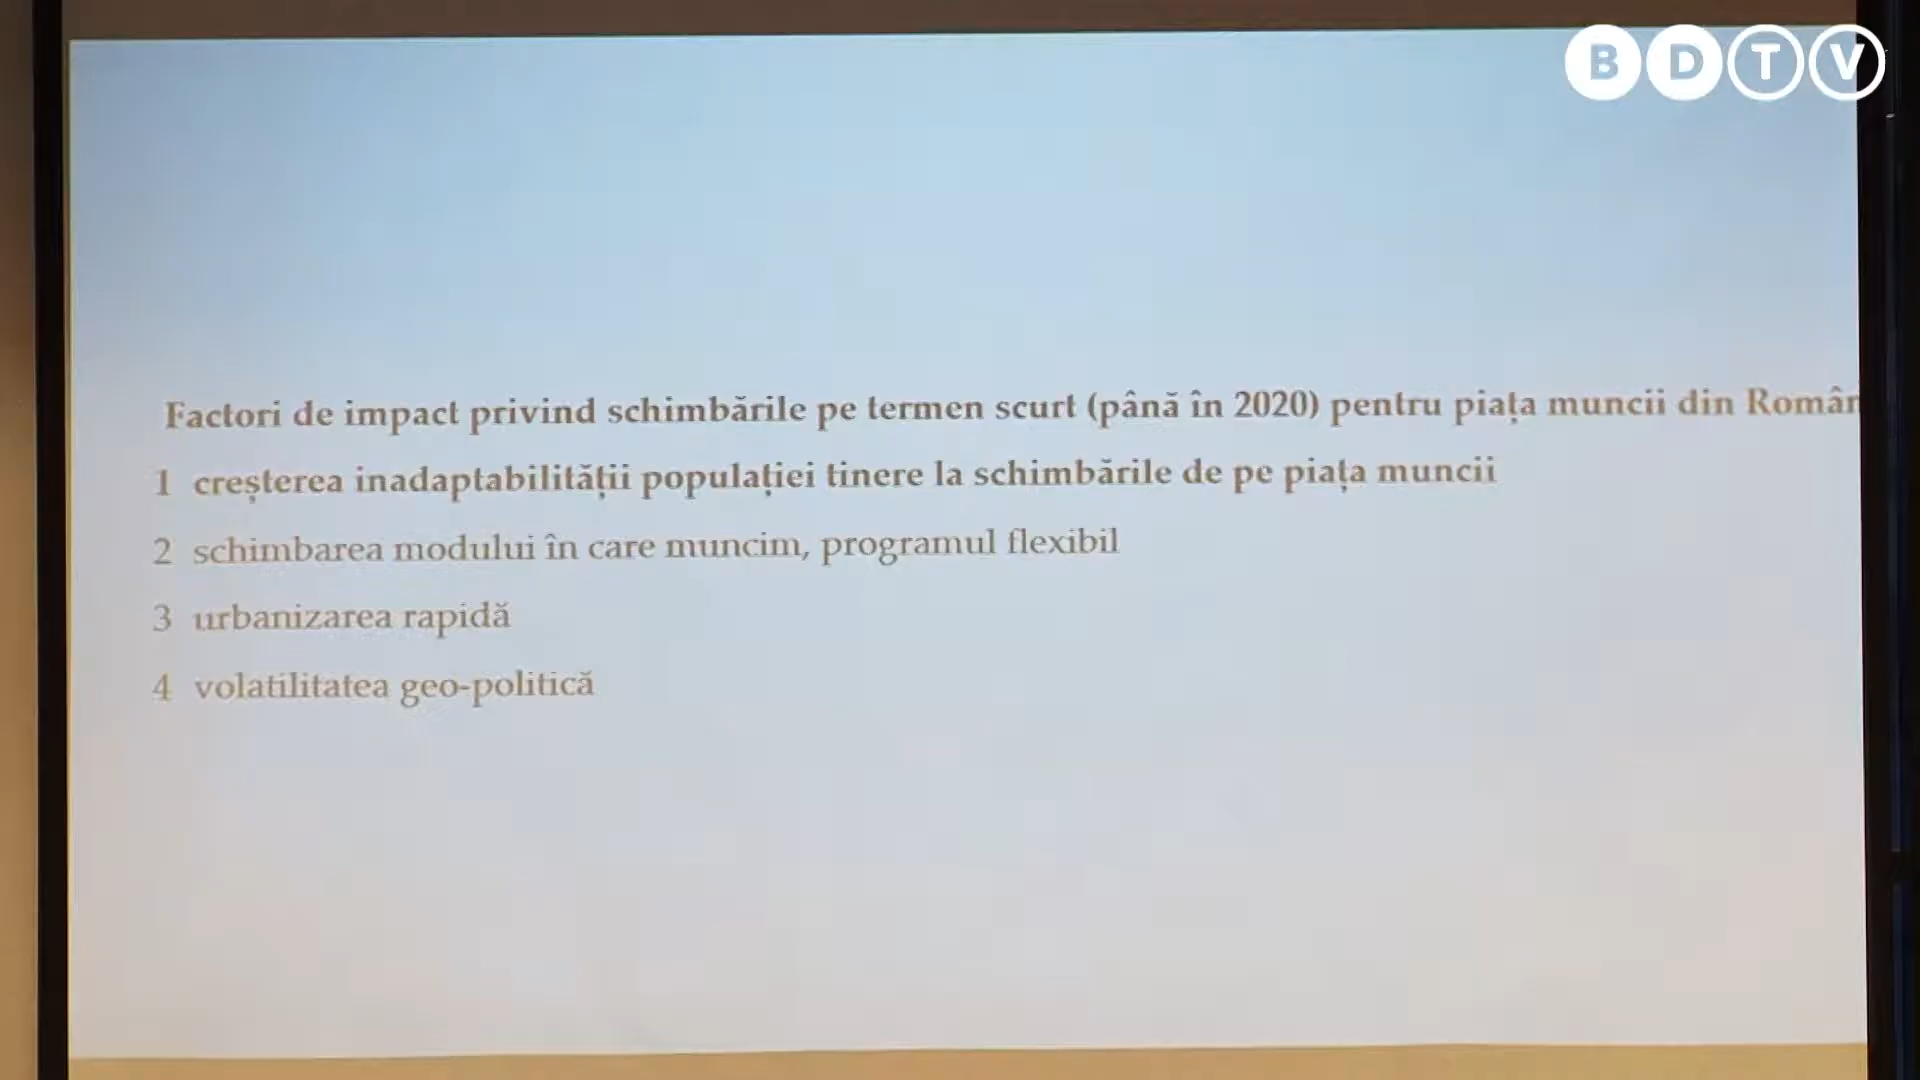 BDTV
Factori de impact privind schimbările pe termen scurt (până în 2020) pentru piața muncii din Român
1 creșterea inadaptabilității populației tinere la schimbările de pe piața muncii
2 schimbarea modului în care muncim, programul flexibil
3 urbanizarea rapidă
4 volatilitatea geo-politică